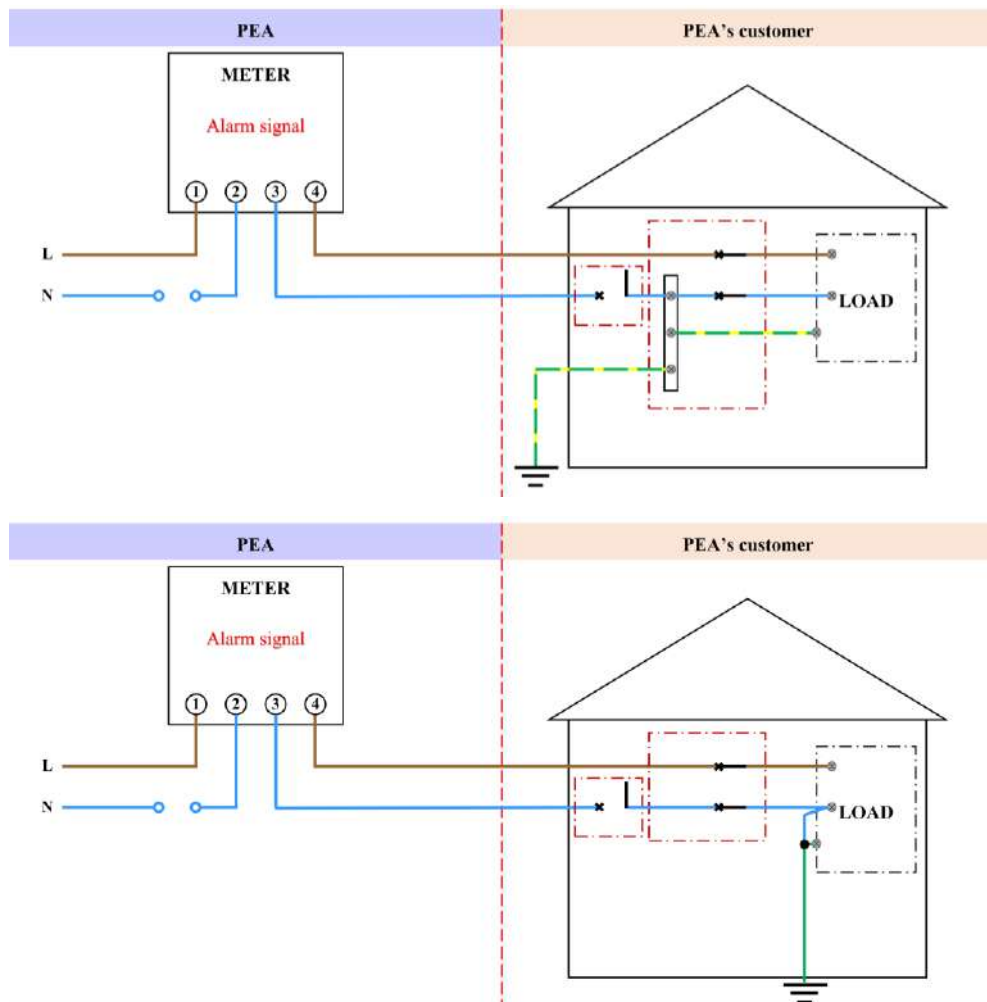 PEA PEA's customer
METER
Alarm signal
1 2 3 4
L
N
LOAD
PEA PEA's customer
METER
Alarm signal
1 2 3 4
L
N
LOAD